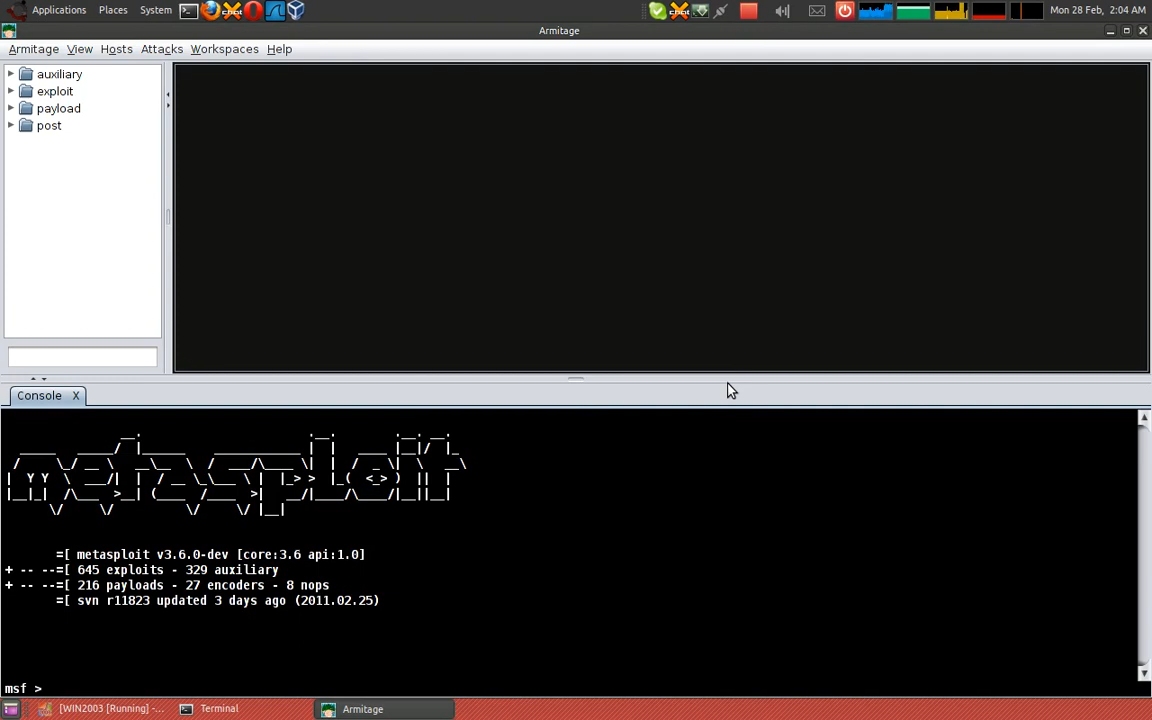 Applications Places System Mon 28 Feb, 2:04 AM
Armitage
Armitage View Hosts Attacks Workspaces Help
auxiliary
exploit
payload
post
Console X
metasploit
=[ metasploit v3.6.0-dev [core:3.6 api:1.0]
+ -- --=[ 645 exploits - 329 auxiliary
+ -- --=[ 216 payloads - 27 encoders - 8 nops
=[ svn r11823 updated 3 days ago (2011.02.25)
msf >
[WIN2003 [Running] -... Terminal Armitage